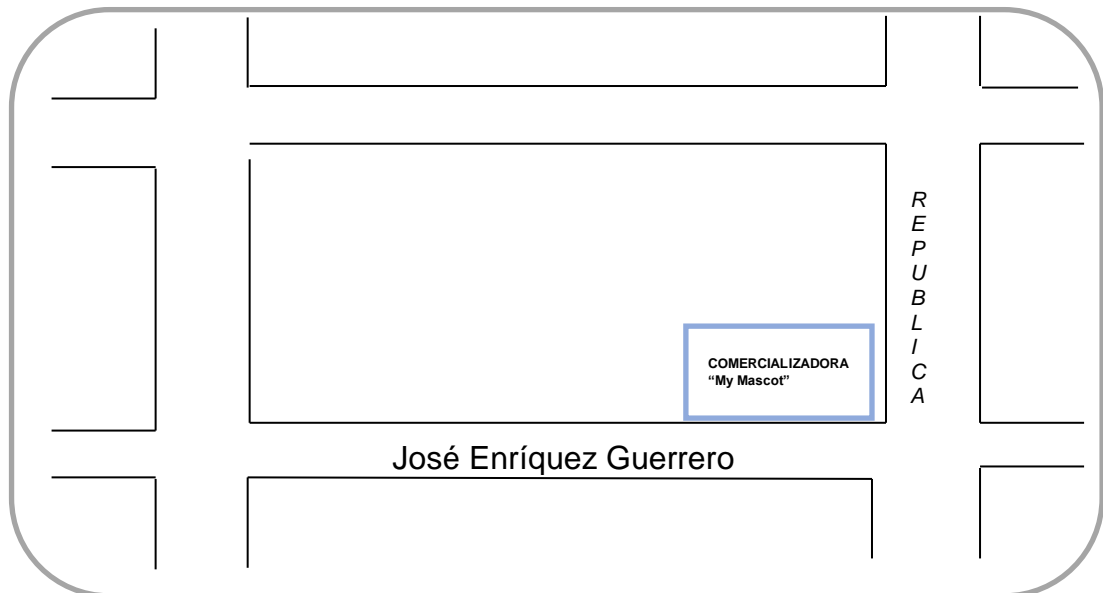 REPUBLICA
COMERCIALIZADORA
“My Mascot”
José Enríquez Guerrero